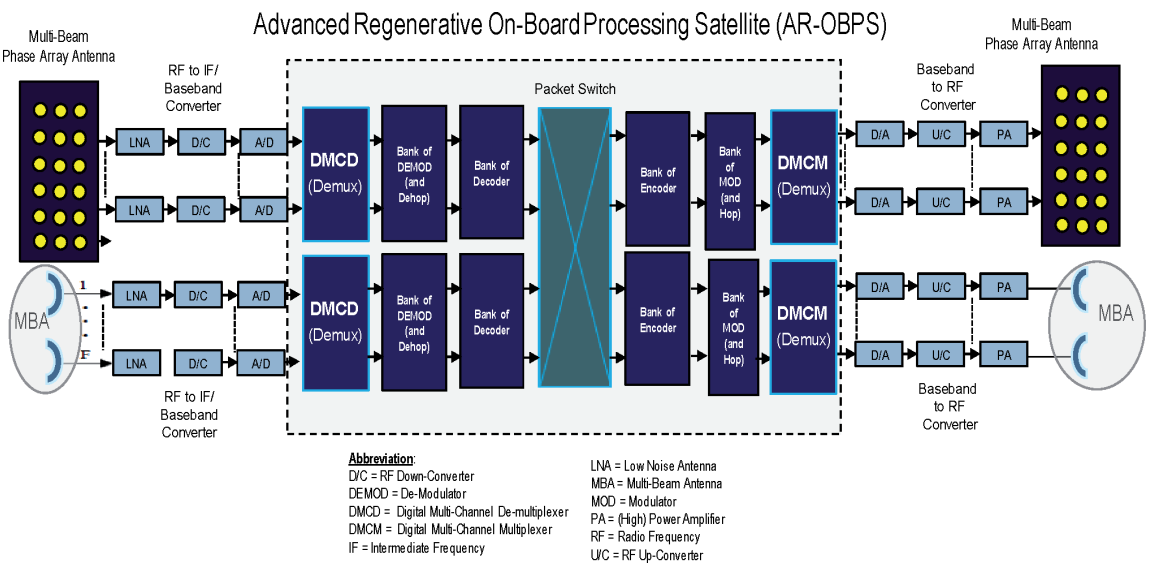 Advanced Regenerative On-Board Processing Satellite (AR-OBPS)
Multi-Beam
Phase Array Antenna
RF to IF/
Baseband
Converter
Packet Switch
Baseband
to RF
Converter
Multi-Beam
Phase Array Antenna
LNA
D/C
A/D
LNA
D/C
A/D
DMCD
(Demux)
Bank of
DEMOD
(and
Dehop)
Bank of
Decoder
Bank of
Encoder
Bank
of
MOD
(and
Hop)
DMCM
(Demux)
D/A
U/C
PA
D/A
U/C
PA
MBA
1
F
LNA
D/C
A/D
LNA
D/C
A/D
DMCD
(Demux)
Bank of
DEMOD
(and
Dehop)
Bank of
Decoder
Bank of
Encoder
Bank
of
MOD
(and
Hop)
DMCM
(Demux)
D/A
U/C
PA
D/A
U/C
PA
MBA
RF to IF/
Baseband
Converter
Baseband
to RF
Converter
Abbreviation:
D/C = RF Down-Converter
DEMOD = De-Modulator
DMCD = Digital Multi-Channel De-multiplexer
DMCM = Digital Multi-Channel Multiplexer
IF = Intermediate Frequency
LNA = Low Noise Antenna
MBA = Multi-Beam Antenna
MOD = Modulator
PA = (High) Power Amplifier
RF = Radio Frequency
U/C = RF Up-Converter